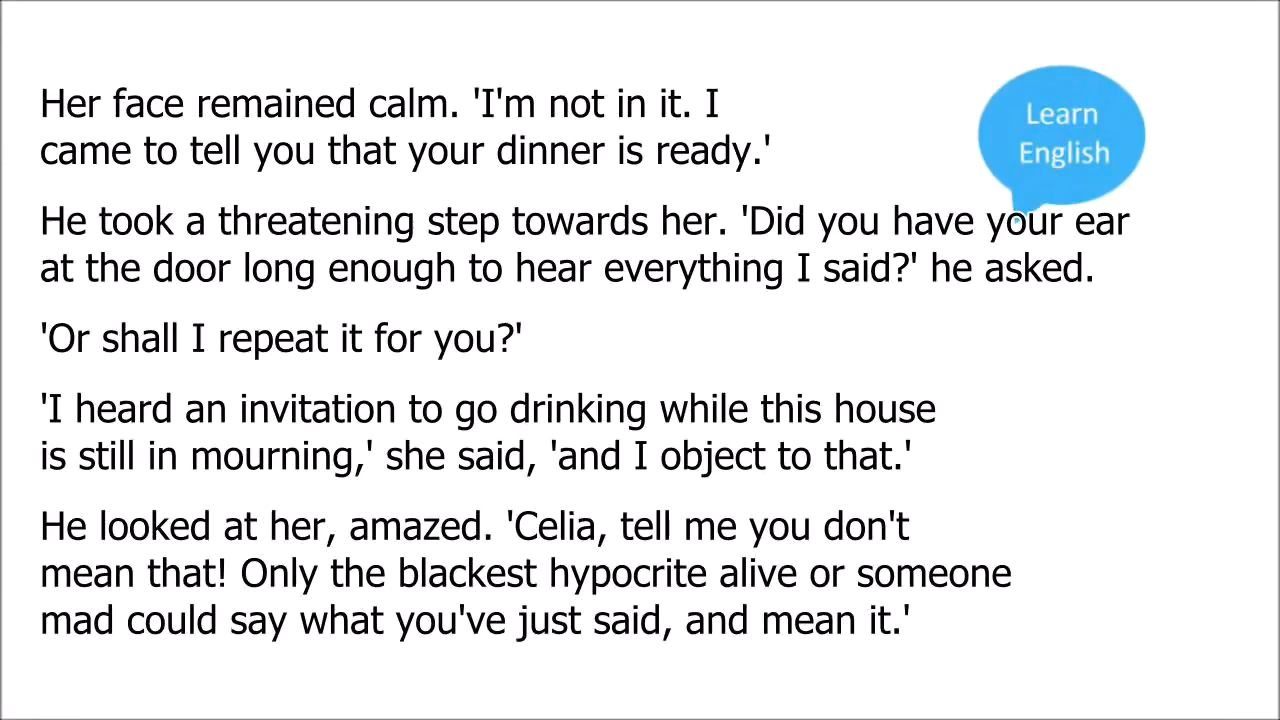 Her face remained calm. 'I'm not in it. I
came to tell you that your dinner is ready.'
Learn
English
He took a threatening step towards her. 'Did you have your ear
at the door long enough to hear everything I said?' he asked.
'Or shall I repeat it for you?'
'I heard an invitation to go drinking while this house
is still in mourning,' she said, 'and I object to that.'
He looked at her, amazed. 'Celia, tell me you don't
mean that! Only the blackest hypocrite alive or someone
mad could say what you've just said, and mean it.'